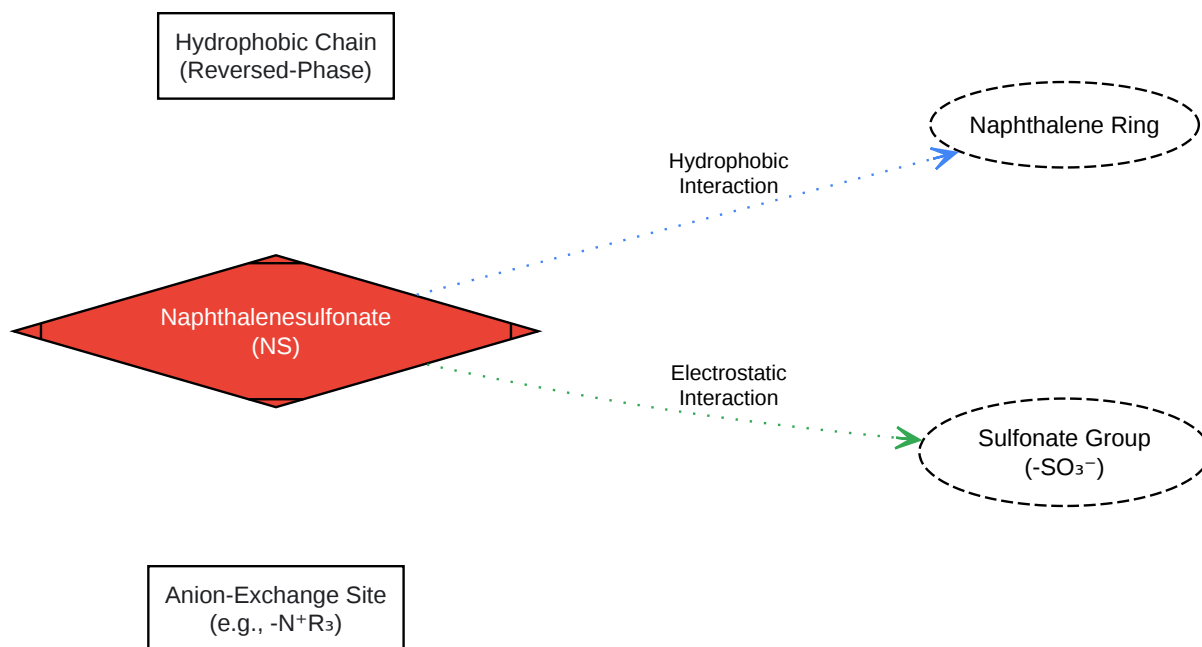 Hydrophobic Chain
(Reversed-Phase)
Naphthalene Ring
Hydrophobic
Interaction
Naphthalenesulfonate
(NS)
Electrostatic
Interaction
Sulfonate Group
(-SO₃⁻)
Anion-Exchange Site
(e.g., -N⁺R₃)